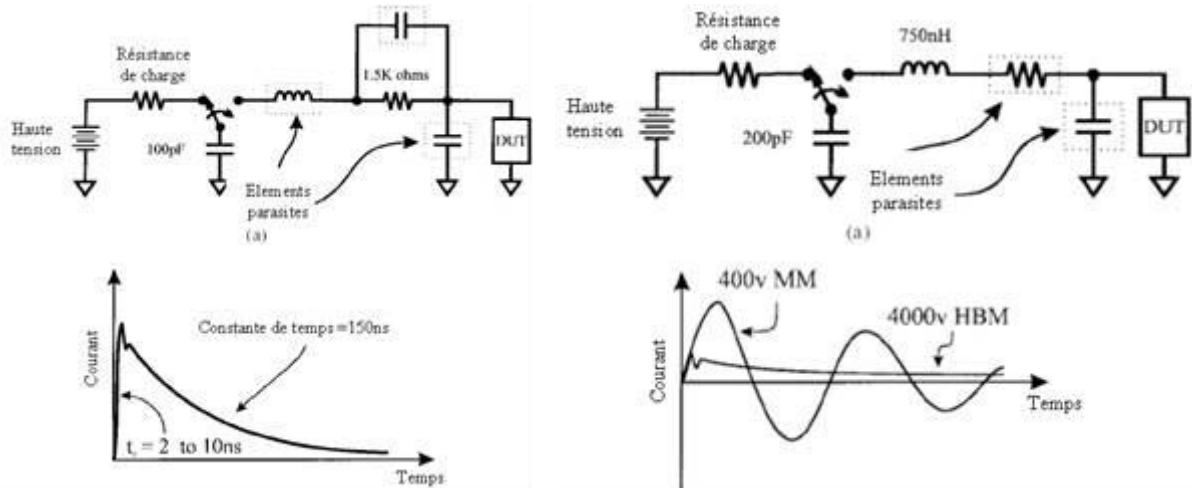 Résistance
de charge
1.5K ohms
Haute
tension
100pF
DUT
Elements
parasites
(a)
Résistance
de charge
750nH
Haute
tension
200pF
DUT
Elements
parasites
(a)
Courant
Constante de temps =150ns
t_r = 2 to 10ns
Temps
400v MM
4000v HBM
Courant
Temps